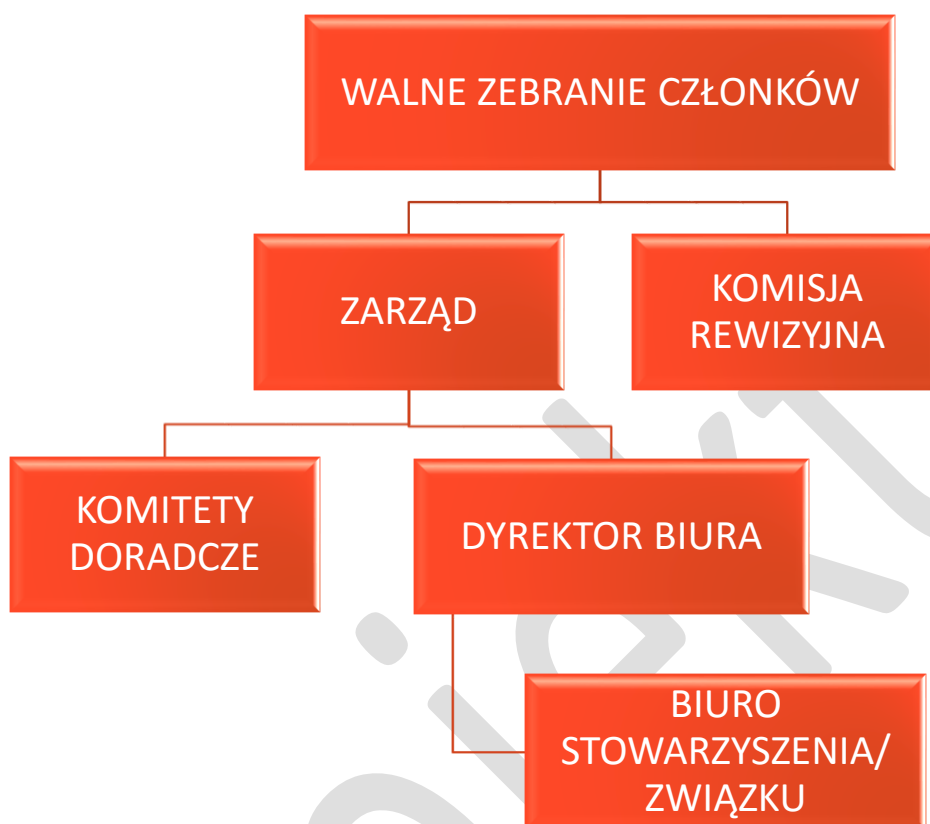 WALNE ZEBRANIE CZŁONKÓW
ZARZĄD
KOMISJA
REWIZYJNA
KOMITETY
DORADCZE
DYREKTOR BIURA
BIURO
STOWARZYSZENIA/
ZWIĄZKU